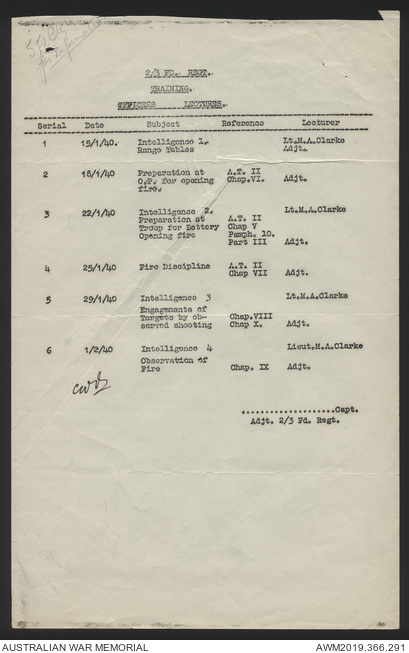 5 Bty
for Information
2/3 FD. REGT.
TRAINING.
OFFICER'S LECTURES.
Serial Date Subject Reference Lecturer
1 15/1/40. Intelligence 1. Lt.M.A.Clarke
Range Tables Adjt.
2 18/1/40 Preparation at A.T. II
O.P. for opening Chap.VI. Adjt.
fire.
3 22/1/40 Intelligence 2. Lt.M.A.Clarke
Preparation at A.T. II
Troop for Battery Chap V
Opening fire Pamph. 10.
Part III Adjt.
4 25/1/40 Fire Discipline A.T. II
Chap VII Adjt.
5 29/1/40 Intelligence 3 Lt.M.A.Clarke
Engagements of
Targets by ob- Chap.VIII
served shooting Chap X. Adjt.
6 1/2/40 Intelligence 4 Lieut.M.A.Clarke
Observation of
Fire Chap. IX Adjt.
....................Capt.
Adjt. 2/3 Fd. Regt.
AUSTRALIAN WAR MEMORIAL AWM2019.366.291